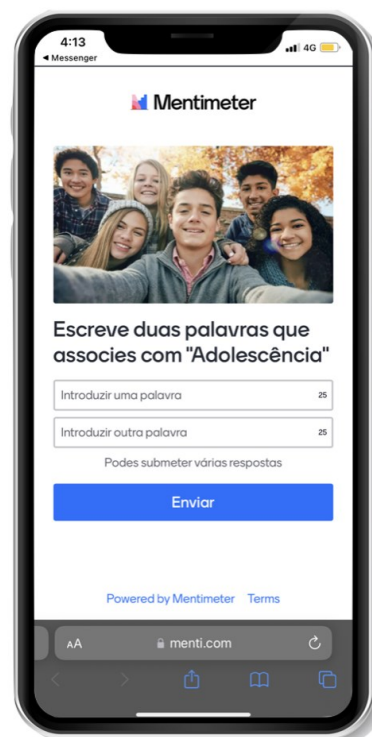 4:13
4G
◀ Messenger
Mentimeter
Escreve duas palavras que
associes com "Adolescência"
Introduzir uma palavra 25
Introduzir outra palavra 25
Podes submeter várias respostas
Enviar
Powered by Mentimeter Terms
AA menti.com